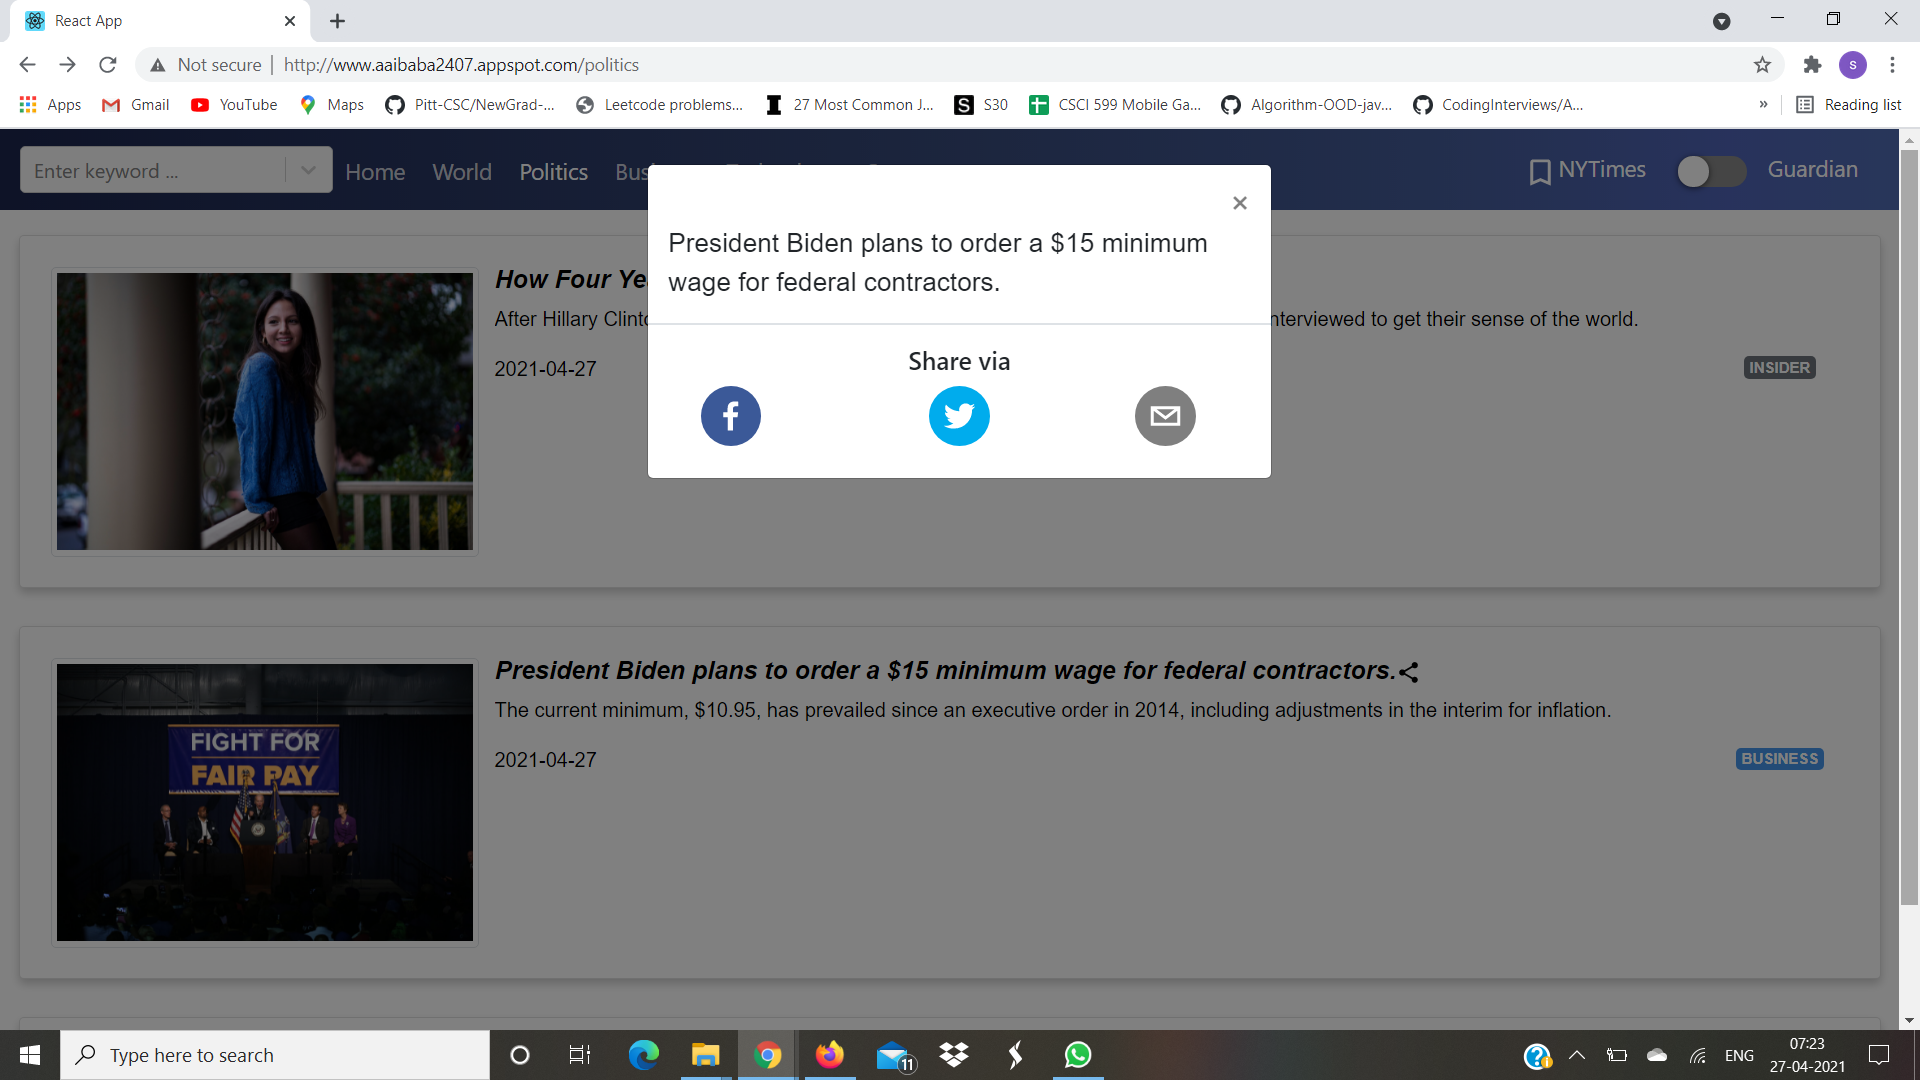 React App
Not secure
http://www.aaibaba2407.appspot.com/politics
S
Apps
Gmail
YouTube
Maps
Pitt-CSC/NewGrad-...
Leetcode problems...
27 Most Common J...
S30
CSCI 599 Mobile Ga...
Algorithm-OOD-jav...
CodingInterviews/A...
»
Reading list
Enter keyword ...
Home
World
Politics
NYTimes
Guardian
President Biden plans to order a $15 minimum
wage for federal contractors.
Share via
How Four
After Hillary
nterviewed to get their sense of the world.
2021-04-27
INSIDER
President Biden plans to order a $15 minimum wage for federal contractors.
The current minimum, $10.95, has prevailed since an executive order in 2014, including adjustments in the interim for inflation.
2021-04-27
BUSINESS
FIGHT FOR
FAIR PAY
Type here to search
11
ENG
07:23
27-04-2021